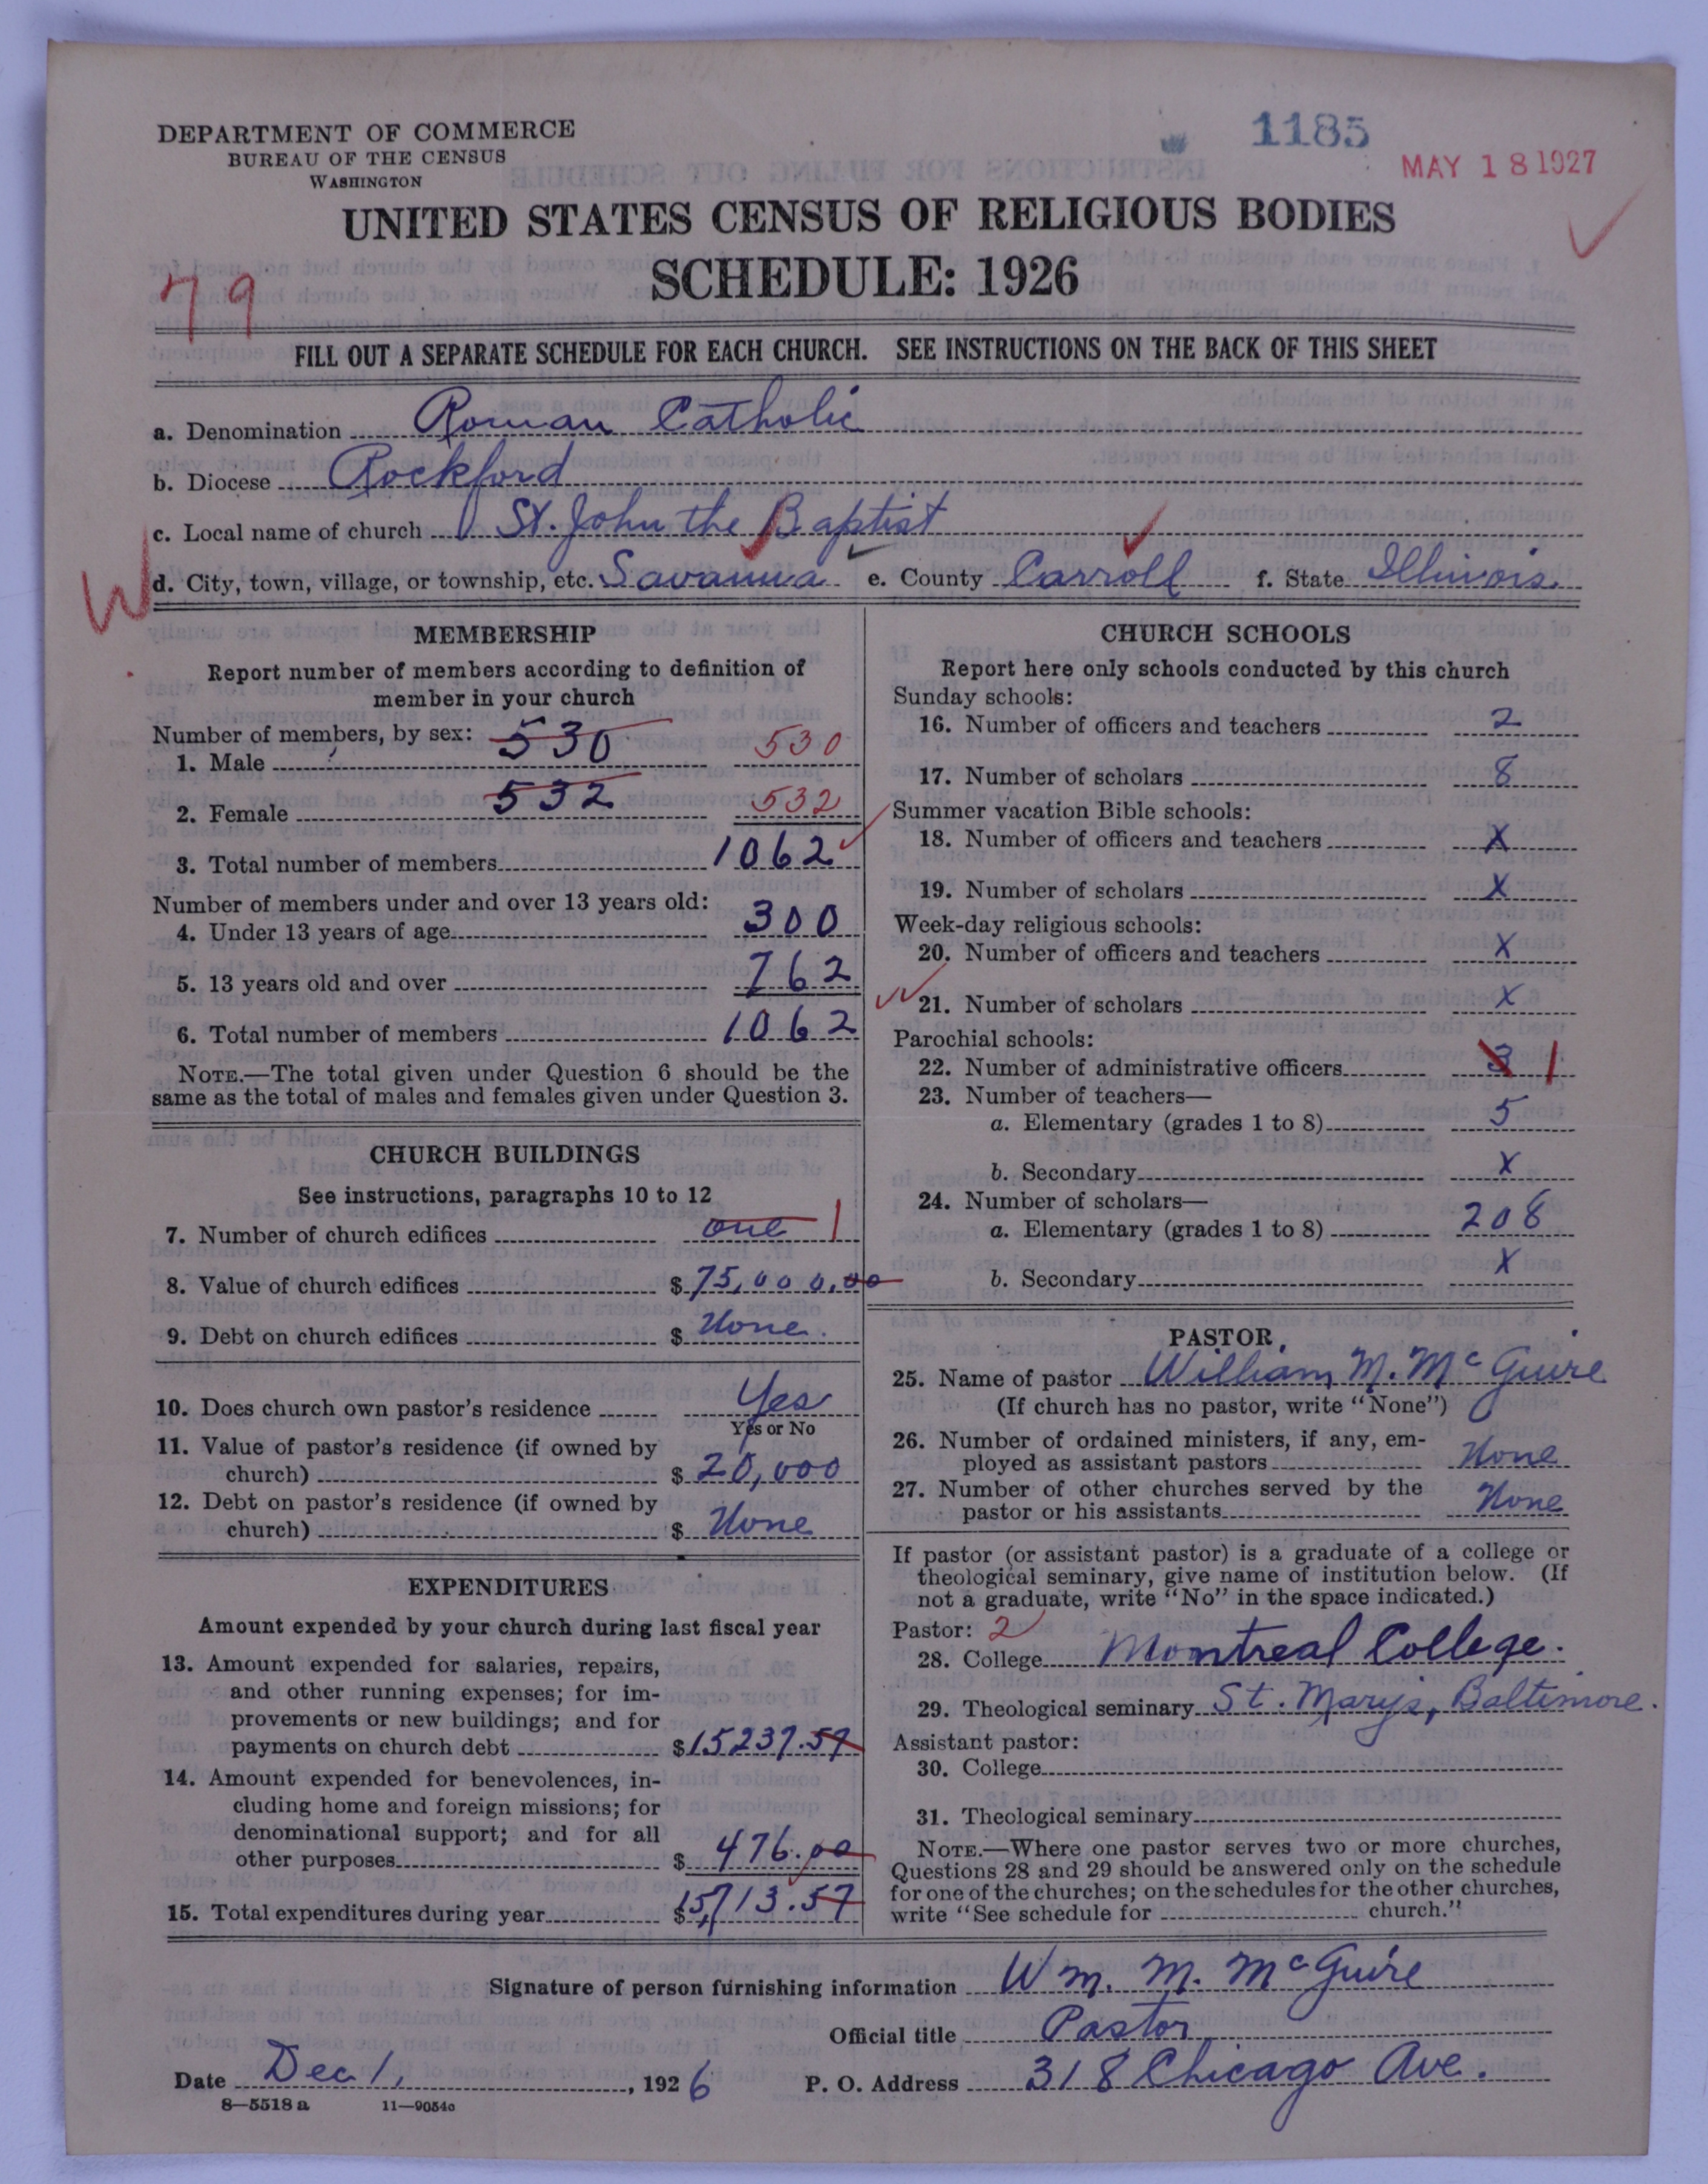 DEPARTMENT OF COMMERCE
BUREAU OF THE CENSUS
WASHINGTON
1185
MAY 18 1927
UNITED STATES CENSUS OF RELIGIOUS BODIES
SCHEDULE: 1926
79
FILL OUT A SEPARATE SCHEDULE FOR EACH CHURCH. SEE INSTRUCTIONS ON THE BACK OF THIS SHEET
a. Denomination Roman Catholic
b. Diocese Rockford
c. Local name of church St. John the Baptist
W
d. City, town, village, or township, etc. Savanna e. County Carroll f. State Illinois.
MEMBERSHIP
Report number of members according to definition of
member in your church
Number of members, by sex:
1. Male 530 530
2. Female 532 532
3. Total number of members 1062
Number of members under and over 13 years old:
4. Under 13 years of age 300
5. 13 years old and over 762
6. Total number of members 1062
NOTE.—The total given under Question 6 should be the
same as the total of males and females given under Question 3.
CHURCH BUILDINGS
See instructions, paragraphs 10 to 12
7. Number of church edifices one 1
8. Value of church edifices $ 75,000.00
9. Debt on church edifices $ None.
10. Does church own pastor's residence Yes
Yes or No
11. Value of pastor's residence (if owned by
church) $ 20,000
12. Debt on pastor's residence (if owned by
church) $ None
EXPENDITURES
Amount expended by your church during last fiscal year
13. Amount expended for salaries, repairs,
and other running expenses; for im-
provements or new buildings; and for
payments on church debt $ 15237.57
14. Amount expended for benevolences, in-
cluding home and foreign missions; for
denominational support; and for all
other purposes $ 476.00
15. Total expenditures during year $ 15,713.57
CHURCH SCHOOLS
Report here only schools conducted by this church
Sunday schools:
16. Number of officers and teachers 2
17. Number of scholars 8
Summer vacation Bible schools:
18. Number of officers and teachers X
19. Number of scholars X
Week-day religious schools:
20. Number of officers and teachers X
21. Number of scholars X
Parochial schools:
22. Number of administrative officers 3 1
23. Number of teachers—
a. Elementary (grades 1 to 8) 5
b. Secondary X
24. Number of scholars—
a. Elementary (grades 1 to 8) 208
b. Secondary X
PASTOR
25. Name of pastor William M. McGuire
(If church has no pastor, write "None")
26. Number of ordained ministers, if any, em-
ployed as assistant pastors None
27. Number of other churches served by the
pastor or his assistants None
If pastor (or assistant pastor) is a graduate of a college or
theological seminary, give name of institution below. (If
not a graduate, write "No" in the space indicated.)
Pastor: 2
28. College Montreal College.
29. Theological seminary St. Mary's, Baltimore.
Assistant pastor:
30. College
31. Theological seminary
NOTE.—Where one pastor serves two or more churches,
Questions 28 and 29 should be answered only on the schedule
for one of the churches; on the schedules for the other churches,
write "See schedule for church."
Signature of person furnishing information Wm. M. McGuire
Official title Pastor
Date Dec 1, 1926 P. O. Address 318 Chicago Ave.
8—5518 a 11—9054c